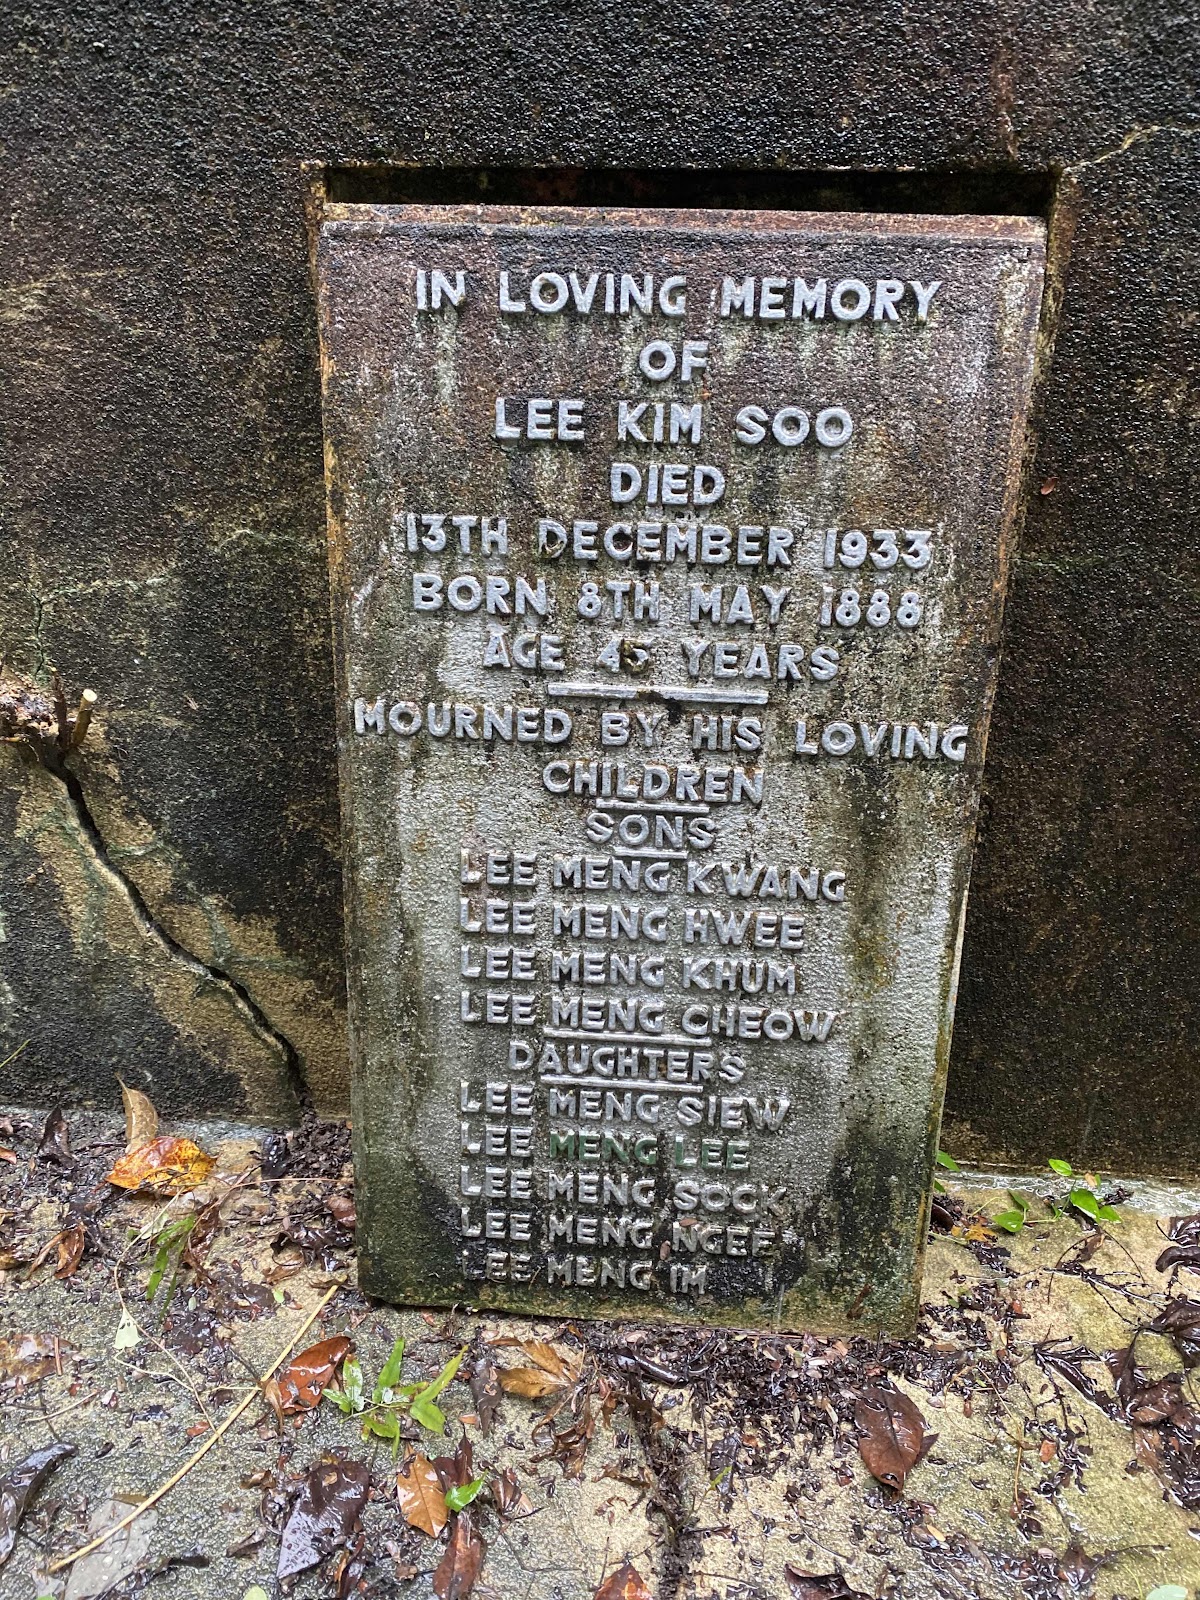 IN LOVING MEMORY
OF
LEE KIM SOO
DIED
13TH DECEMBER 1933
BORN 8TH MAY 1888
AGE 45 YEARS
MOURNED BY HIS LOVING
CHILDREN
SONS
LEE MENG KWANG
LEE MENG HWEE
LEE MENG KHUM
LEE MENG CHEOW
DAUGHTERS
LEE MENG SIEW
LEE MENG LEE
LEE MENG SOCK
LEE MENG NGEE
LEE MENG IM